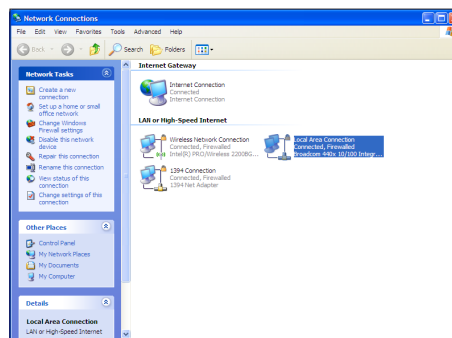 Network Connections
File Edit View Favorites Tools Advanced Help
Back Search Folders
Network Tasks
Create a new
connection
Set up a home or small
office network
Change Windows
Firewall settings
Disable this network
device
Repair this connection
Rename this connection
View status of this
connection
Change settings of this
connection
Other Places
Control Panel
My Network Places
My Documents
My Computer
Details
Local Area Connection
LAN or High-Speed Internet
Internet Gateway
Internet Connection
Connected
Internet Connection
LAN or High-Speed Internet
Wireless Network Connection
Connected, Firewalled
Intel(R) PRO/Wireless 2200BG...
Local Area Connection
Connected, Firewalled
Broadcom 440x 10/100 Integr...
1394 Connection
Connected, Firewalled
1394 Net Adapter